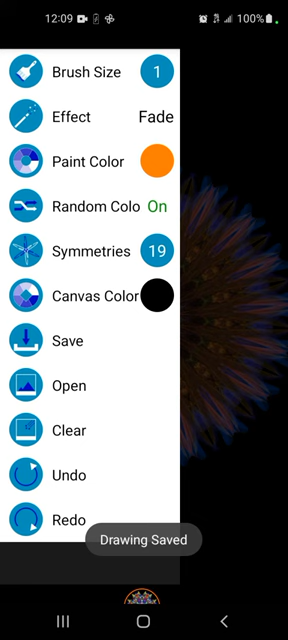 12:09 100%
Brush Size 1
Effect Fade
Paint Color
Random Colo On
Symmetries 19
Canvas Color
Save
Open
Clear
Undo
Redo
Drawing Saved